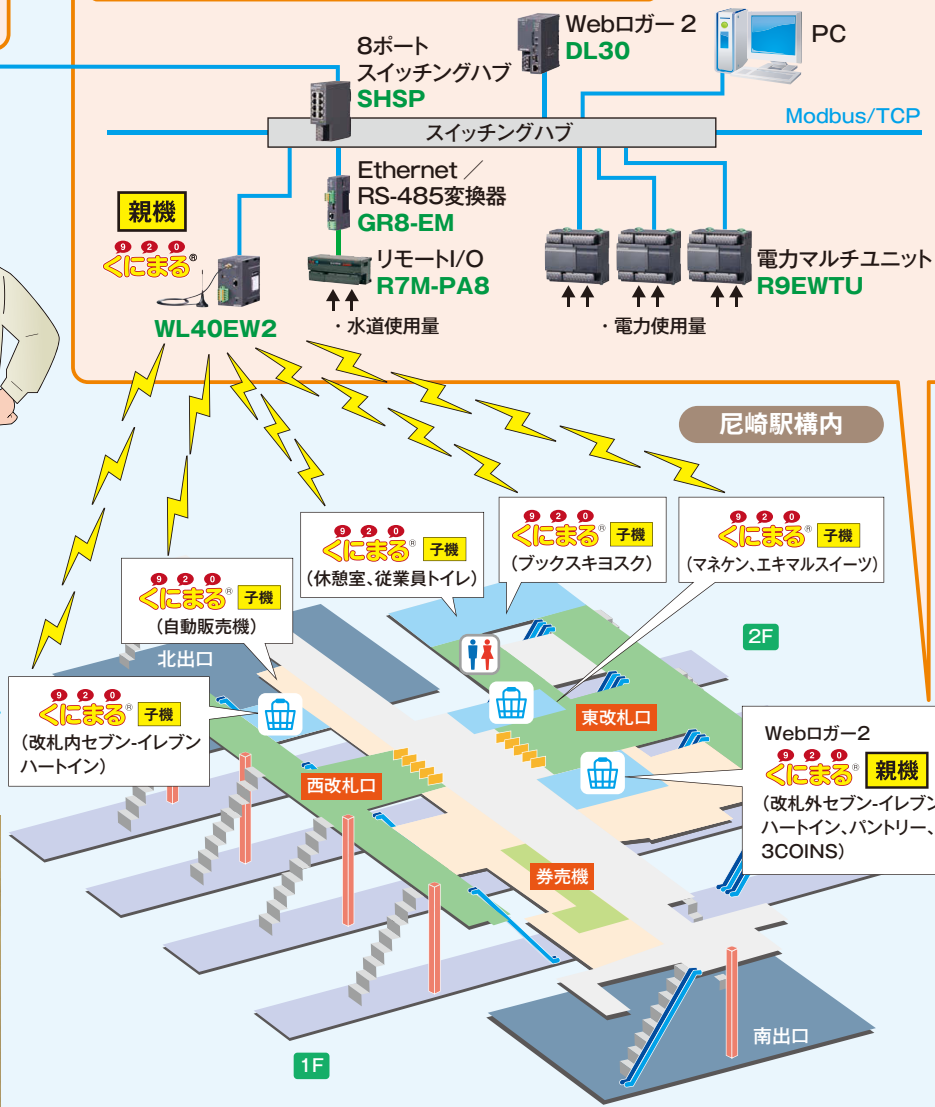 Webロガー 2
DL30
PC
8ポート
スイッチングハブ
SHSP
Modbus/TCP
スイッチングハブ
Ethernet ／
RS-485変換器
GR8-EM
親機
920
くにまる®
WL40EW2
リモートI/O
R7M-PA8
・水道使用量
電力マルチユニット
R9EWTU
・電力使用量
尼崎駅構内
920
くにまる® 子機
(マネケン、エキマルスイーツ)
920
くにまる® 子機
(ブックスキヨスク)
920
くにまる® 子機
(休憩室、従業員トイレ)
920
くにまる® 子機
(自動販売機)
北出口
2F
920
くにまる® 子機
(改札内セブン-イレブン
ハートイン)
東改札口
西改札口
Webロガー2
920
くにまる® 親機
(改札外セブン-イレブン
ハートイン、パントリー、
3COINS)
券売機
南出口
1F